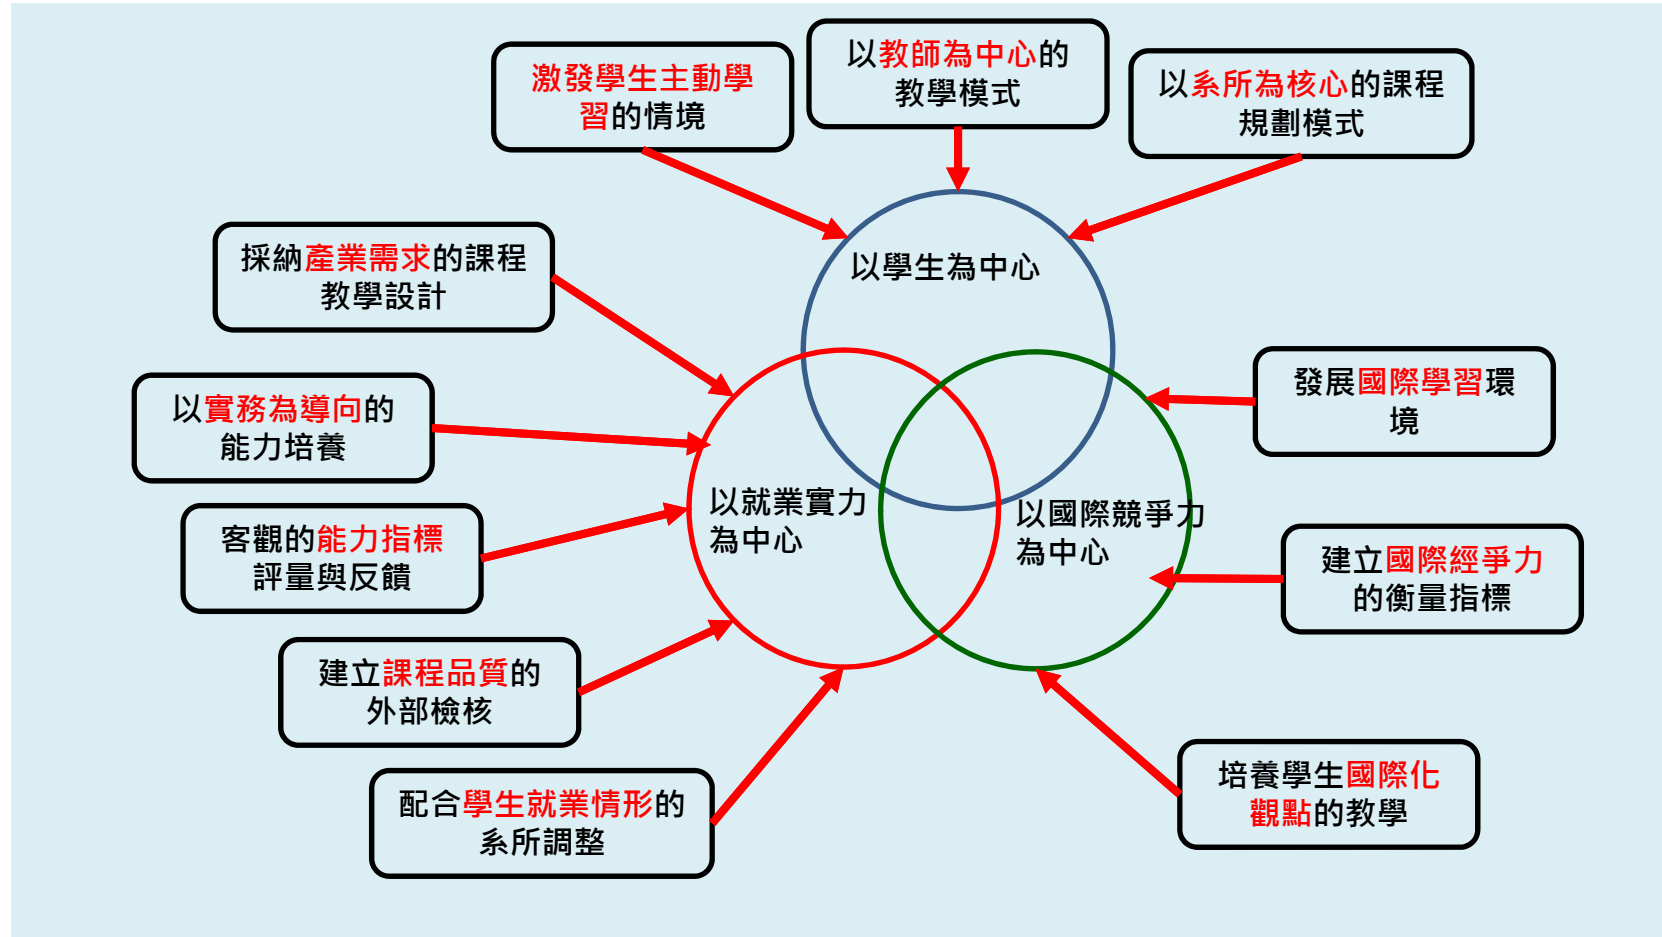 激發學生主動學
習的情境
以教師為中心的
教學模式
以系所為核心的課程
規劃模式
採納產業需求的課程
教學設計
以學生為中心
以實務為導向的
能力培養
發展國際學習環
境
客觀的能力指標
評量與反饋
以就業實力
為中心
以國際競爭力
為中心
建立國際經爭力
的衡量指標
建立課程品質的
外部檢核
配合學生就業情形的
系所調整
培養學生國際化
觀點的教學